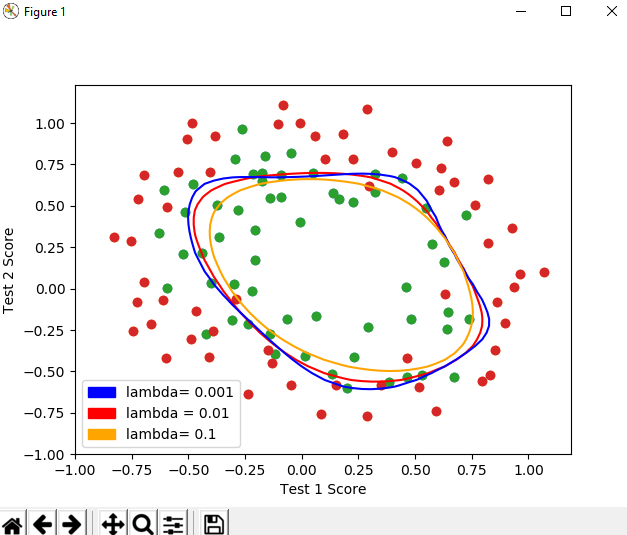 Figure 1
1.00
0.75
0.50
0.25
0.00
−0.25
−0.50
−0.75
−1.00
Test 2 Score
lambda= 0.001
lambda = 0.01
lambda= 0.1
−1.00 −0.75 −0.50 −0.25 0.00 0.25 0.50 0.75 1.00
Test 1 Score